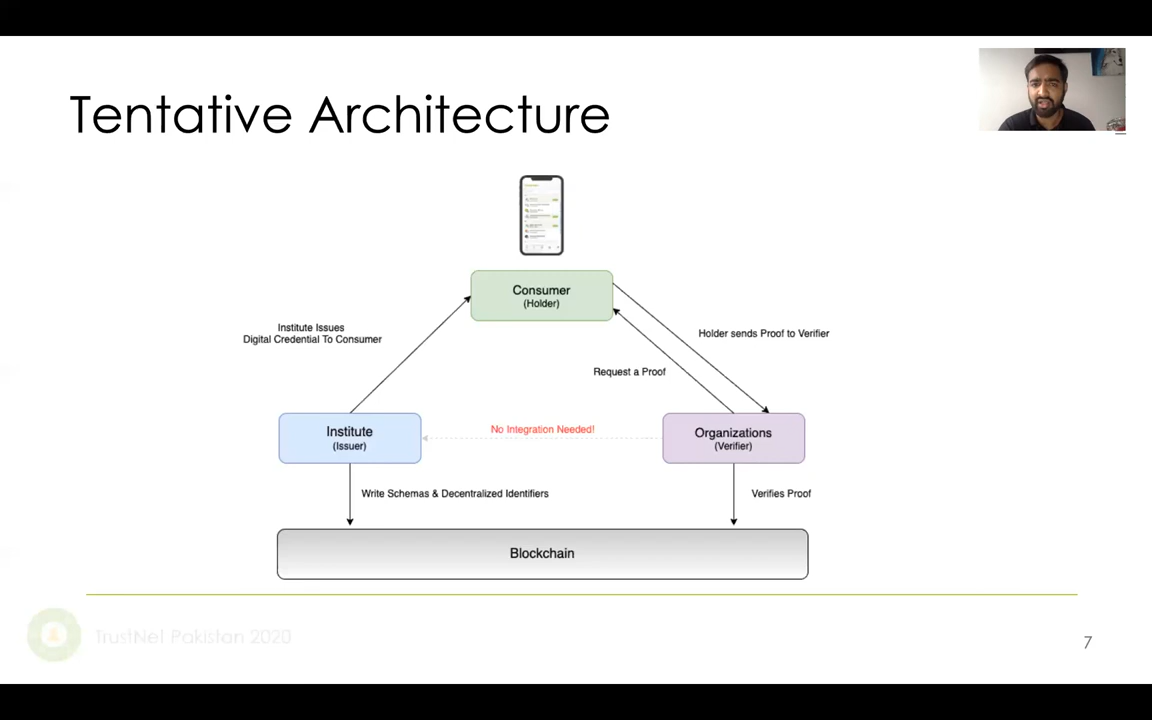 Tentative Architecture
Consumer
(Holder)
Institute Issues
Digital Credential To Consumer
Holder sends Proof to Verifier
Request a Proof
Institute
(Issuer)
No Integration Needed!
Organizations
(Verifier)
Write Schemas & Decentralized Identifiers
Verifies Proof
Blockchain
TrustNet Pakistan 2020
7